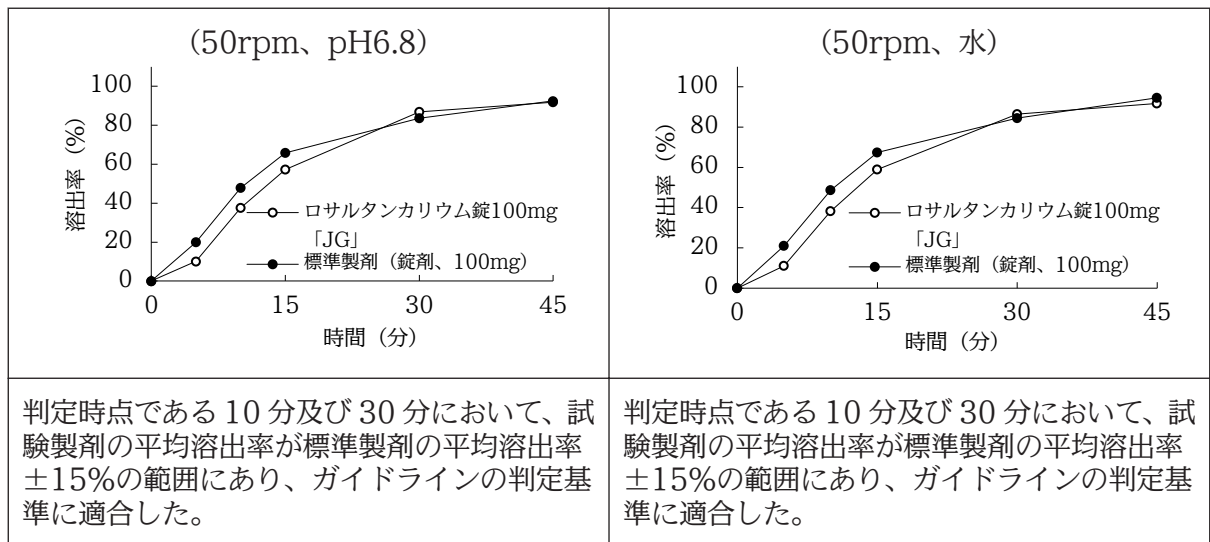 (50rpm、pH6.8)
100
80
60
40
20
0
溶出率(%)
ロサルタンカリウム錠100mg
「JG」
標準製剤(錠剤、100mg)
0 15 30 45
時間(分)
判定時点である 10 分及び 30 分において、試
験製剤の平均溶出率が標準製剤の平均溶出率
±15%の範囲にあり、ガイドラインの判定基
準に適合した。
(50rpm、水)
100
80
60
40
20
0
溶出率(%)
ロサルタンカリウム錠100mg
「JG」
標準製剤(錠剤、100mg)
0 15 30 45
時間(分)
判定時点である 10 分及び 30 分において、試
験製剤の平均溶出率が標準製剤の平均溶出率
±15%の範囲にあり、ガイドラインの判定基
準に適合した。